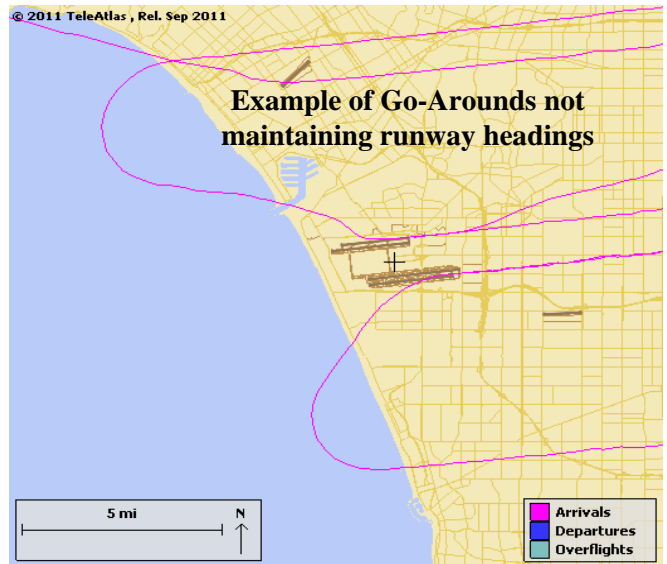 © 2011 TeleAtlas , Rel. Sep 2011
Example of Go-Arounds not
maintaining runway headings
5 mi
N
Arrivals
Departures
Overflights